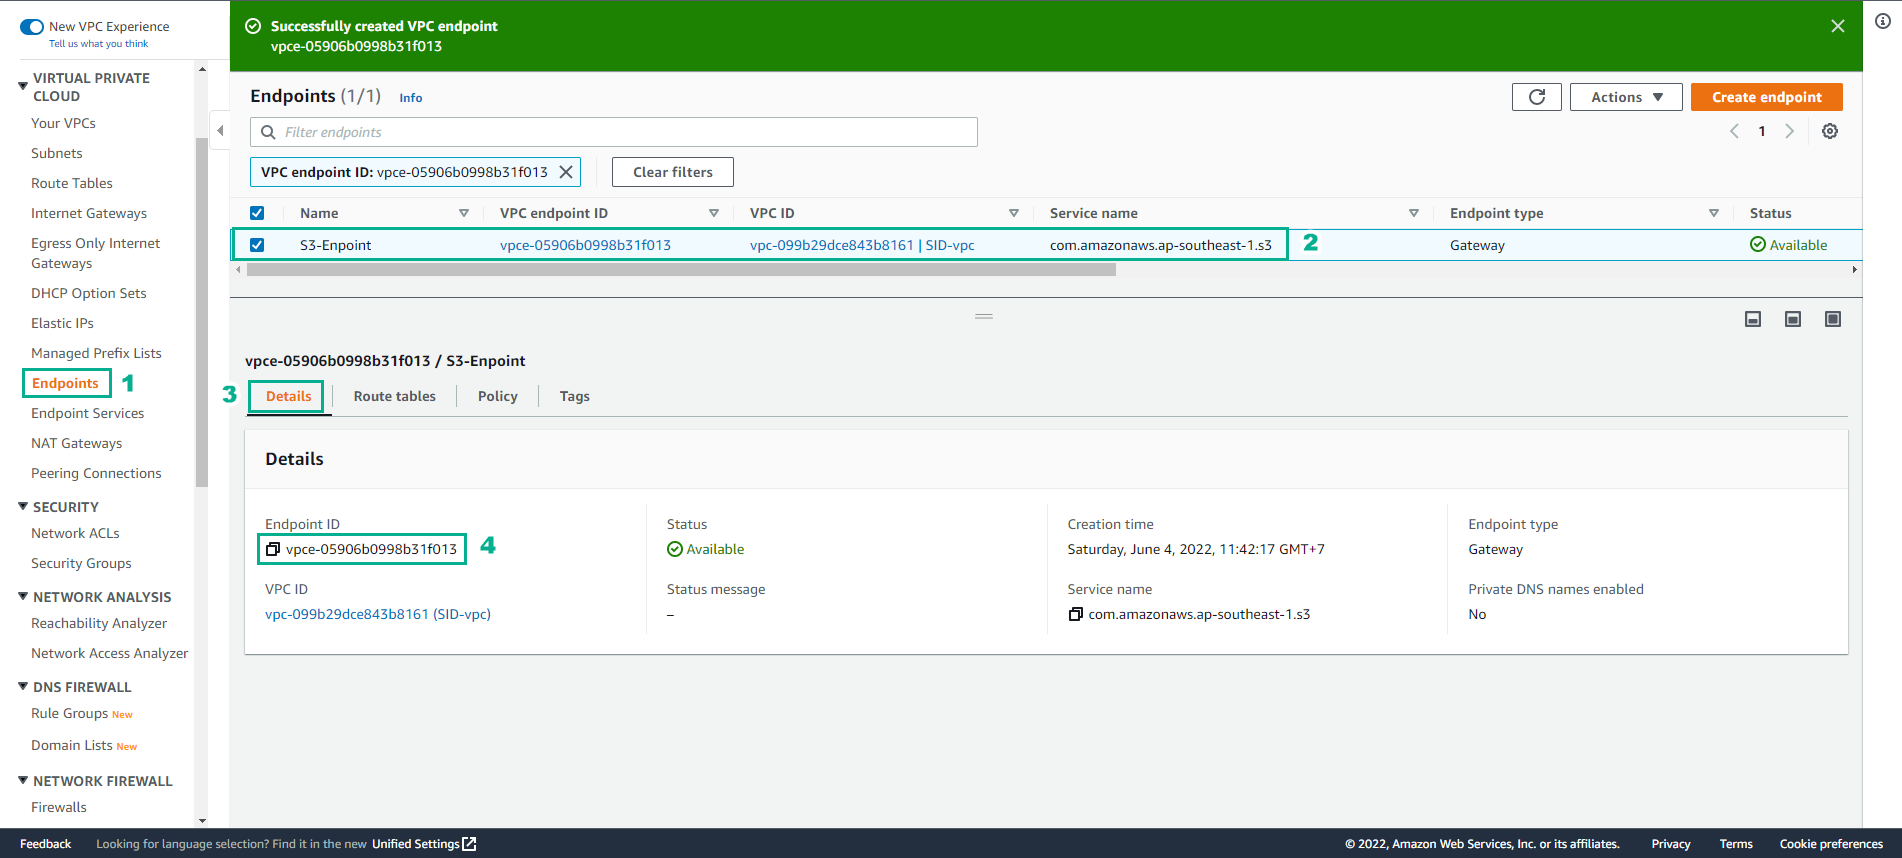 New VPC Experience
Tell us what you think
VIRTUAL PRIVATE
CLOUD
Your VPCs
Subnets
Route Tables
Internet Gateways
Egress Only Internet
Gateways
DHCP Option Sets
Elastic IPs
Managed Prefix Lists
Endpoints 1
Endpoint Services
NAT Gateways
Peering Connections
SECURITY
Network ACLs
Security Groups
NETWORK ANALYSIS
Reachability Analyzer
Network Access Analyzer
DNS FIREWALL
Rule Groups New
Domain Lists New
NETWORK FIREWALL
Firewalls
Successfully created VPC endpoint
vpce-05906b0998b31f013
Endpoints (1/1) Info
Actions
Create endpoint
Filter endpoints
1
VPC endpoint ID: vpce-05906b0998b31f013
Clear filters
Name VPC endpoint ID VPC ID Service name Endpoint type Status
S3-Enpoint vpce-05906b0998b31f013 vpc-099b29dce843b8161 | SID-vpc com.amazonaws.ap-southeast-1.s3 2 Gateway Available
vpce-05906b0998b31f013 / S3-Enpoint
3 Details Route tables Policy Tags
Details
Endpoint ID
vpce-05906b0998b31f013 4
VPC ID
vpc-099b29dce843b8161 (SID-vpc)
Status
Available
Status message
–
Creation time
Saturday, June 4, 2022, 11:42:17 GMT+7
Service name
com.amazonaws.ap-southeast-1.s3
Endpoint type
Gateway
Private DNS names enabled
No
Feedback Looking for language selection? Find it in the new Unified Settings
© 2022, Amazon Web Services, Inc. or its affiliates. Privacy Terms Cookie preferences